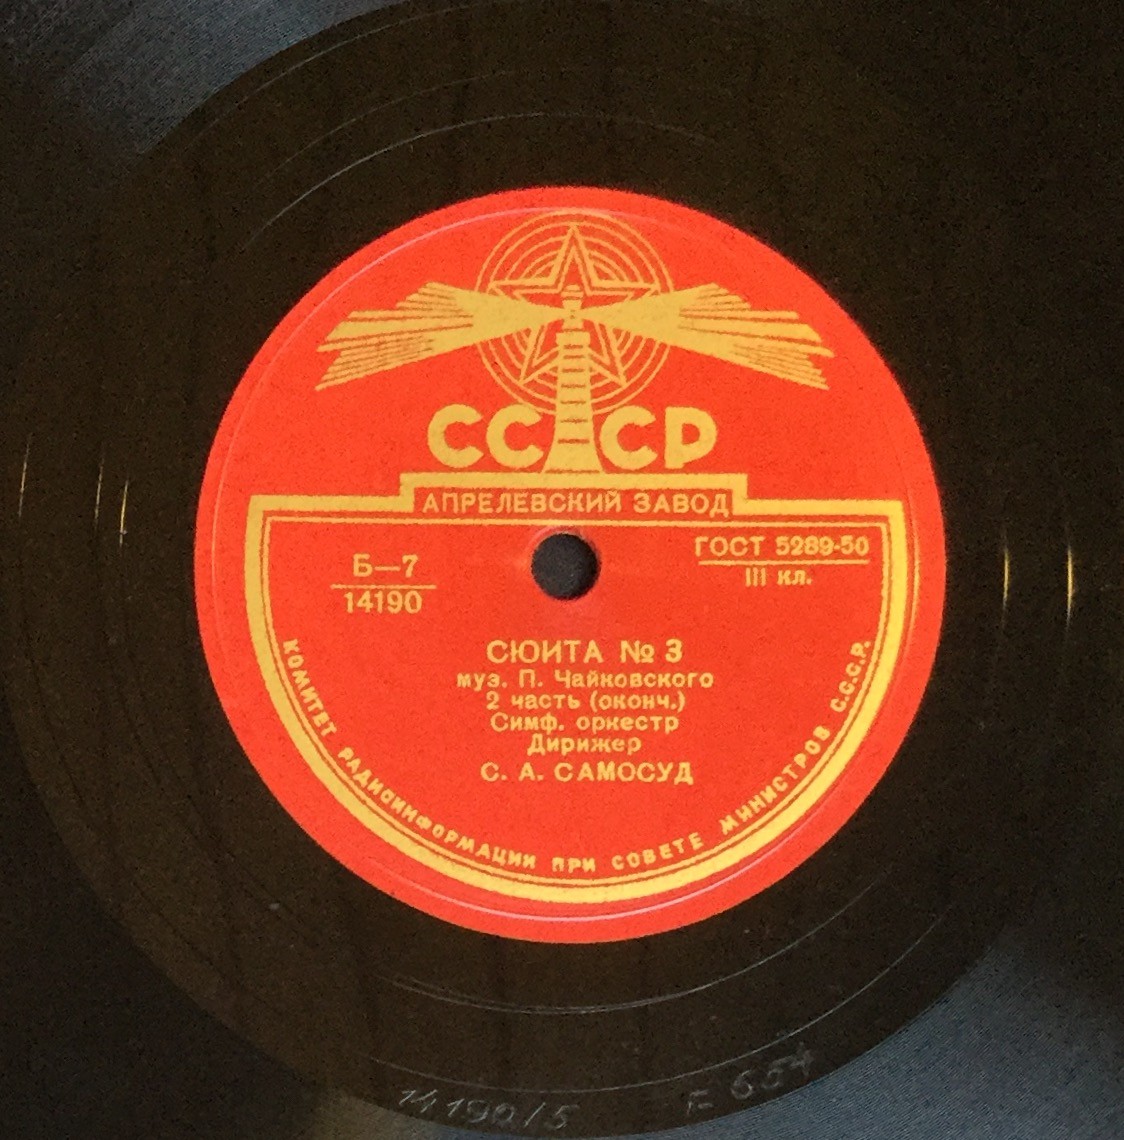 СССР
АПРЕЛЕВСКИЙ ЗАВОД
Б—7
14190
ГОСТ 5289-50
III кл.
СЮИТА № 3
муз. П. Чайковского
2 часть (оконч.)
Симф. оркестр
Дирижер
С. А. САМОСУД
КОМИТЕТ РАДИОИНФОРМАЦИИ ПРИ СОВЕТЕ МИНИСТРОВ С.С.С.Р.
14190/5